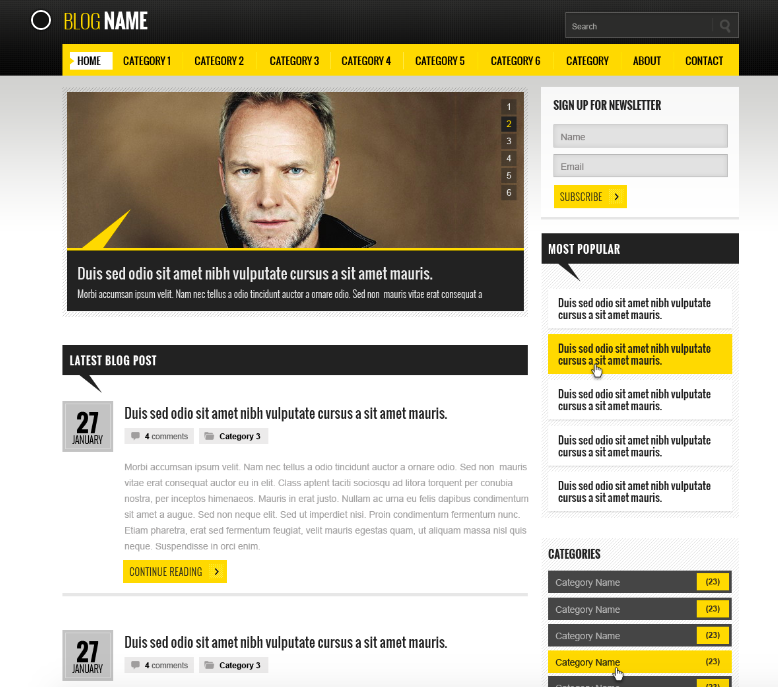 BLOG NAME
Search
HOME CATEGORY 1 CATEGORY 2 CATEGORY 3 CATEGORY 4 CATEGORY 5 CATEGORY 6 CATEGORY ABOUT CONTACT
1
2
3
4
5
6
Duis sed odio sit amet nibh vulputate cursus a sit amet mauris.
Morbi accumsan ipsum velit. Nam nec tellus a odio tincidunt auctor a ornare odio. Sed non mauris vitae erat consequat a
SIGN UP FOR NEWSLETTER
Name
Email
SUBSCRIBE >
MOST POPULAR
Duis sed odio sit amet nibh vulputate
cursus a sit amet mauris.
Duis sed odio sit amet nibh vulputate
cursus a sit amet mauris.
Duis sed odio sit amet nibh vulputate
cursus a sit amet mauris.
Duis sed odio sit amet nibh vulputate
cursus a sit amet mauris.
Duis sed odio sit amet nibh vulputate
cursus a sit amet mauris.
LATEST BLOG POST
27
JANUARY
Duis sed odio sit amet nibh vulputate cursus a sit amet mauris.
4 comments Category 3
Morbi accumsan ipsum velit. Nam nec tellus a odio tincidunt auctor a ornare odio. Sed non mauris
vitae erat consequat auctor eu in elit. Class aptent taciti sociosqu ad litora torquent per conubia
nostra, per inceptos himenaeos. Mauris in erat justo. Nullam ac urna eu felis dapibus condimentum
sit amet a augue. Sed non neque elit. Sed ut imperdiet nisi. Proin condimentum fermentum nunc.
Etiam pharetra, erat sed fermentum feugiat, velit mauris egestas quam, ut aliquam massa nisl quis
neque. Suspendisse in orci enim.
CONTINUE READING >
27
JANUARY
Duis sed odio sit amet nibh vulputate cursus a sit amet mauris.
4 comments Category 3
CATEGORIES
Category Name (23)
Category Name (23)
Category Name (23)
Category Name (23)
Category Name (23)